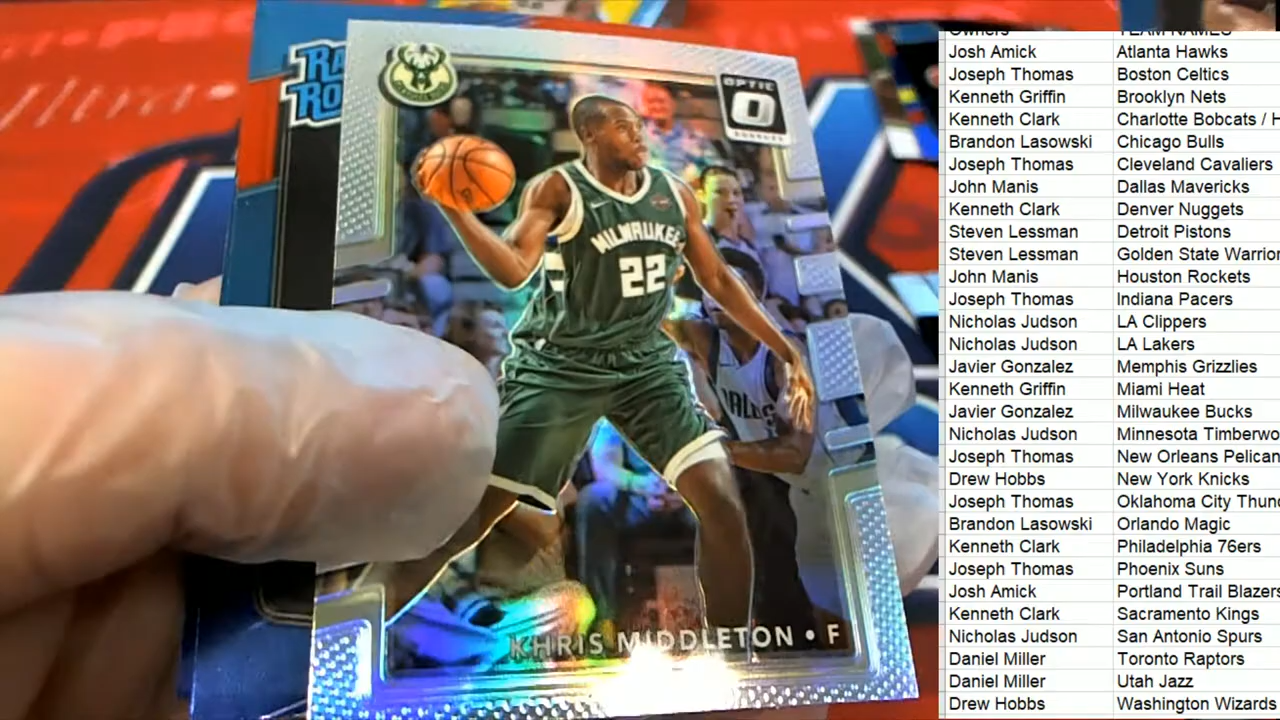 RA
RO
OPTIC
O
DONRUSS
MILWAUKEE
22
KHRIS MIDDLETON • F
Owners TEAM NAMES
Josh Amick Atlanta Hawks
Joseph Thomas Boston Celtics
Kenneth Griffin Brooklyn Nets
Kenneth Clark Charlotte Bobcats / H
Brandon Lasowski Chicago Bulls
Joseph Thomas Cleveland Cavaliers
John Manis Dallas Mavericks
Kenneth Clark Denver Nuggets
Steven Lessman Detroit Pistons
Steven Lessman Golden State Warrior
John Manis Houston Rockets
Joseph Thomas Indiana Pacers
Nicholas Judson LA Clippers
Nicholas Judson LA Lakers
Javier Gonzalez Memphis Grizzlies
Kenneth Griffin Miami Heat
Javier Gonzalez Milwaukee Bucks
Nicholas Judson Minnesota Timberwo
Joseph Thomas New Orleans Pelican
Drew Hobbs New York Knicks
Joseph Thomas Oklahoma City Thun
Brandon Lasowski Orlando Magic
Kenneth Clark Philadelphia 76ers
Joseph Thomas Phoenix Suns
Josh Amick Portland Trail Blazers
Kenneth Clark Sacramento Kings
Nicholas Judson San Antonio Spurs
Daniel Miller Toronto Raptors
Daniel Miller Utah Jazz
Drew Hobbs Washington Wizards